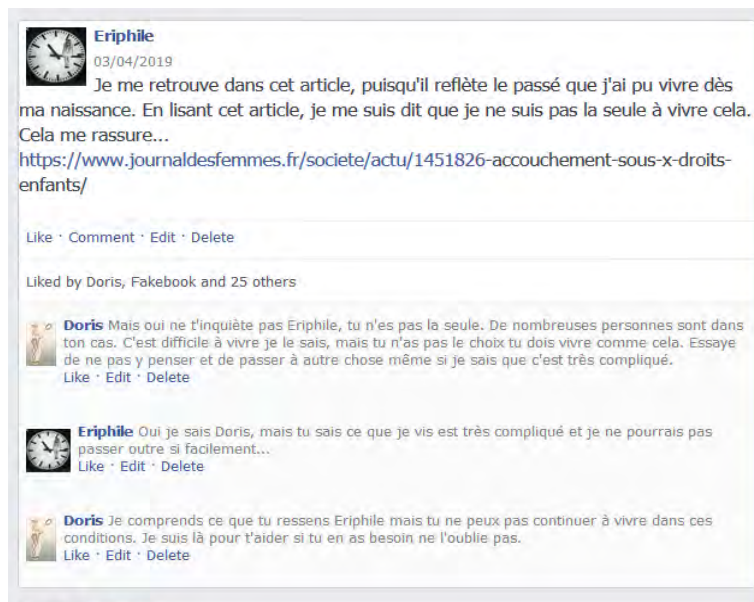 Eriphile
03/04/2019
Je me retrouve dans cet article, puisqu'il reflète le passé que j'ai pu vivre dès
ma naissance. En lisant cet article, je me suis dit que je ne suis pas la seule à vivre cela.
Cela me rassure...
https://www.journaldesfemmes.fr/societe/actu/1451826-accouchement-sous-x-droits-
enfants/
Like · Comment · Edit · Delete
Liked by Doris, Fakebook and 25 others
Doris Mais oui ne t'inquiète pas Eriphile, tu n'es pas la seule. De nombreuses personnes sont dans
ton cas. C'est difficile à vivre je le sais, mais tu n'as pas le choix tu dois vivre comme cela. Essaye
de ne pas y penser et de passer à autre chose même si je sais que c'est très compliqué.
Like · Edit · Delete
Eriphile Oui je sais Doris, mais tu sais ce que je vis est très compliqué et je ne pourrais pas
passer outre si facilement...
Like · Edit · Delete
Doris Je comprends ce que tu ressens Eriphile mais tu ne peux pas continuer à vivre dans ces
conditions. Je suis là pour t'aider si tu en as besoin ne l'oublie pas.
Like · Edit · Delete